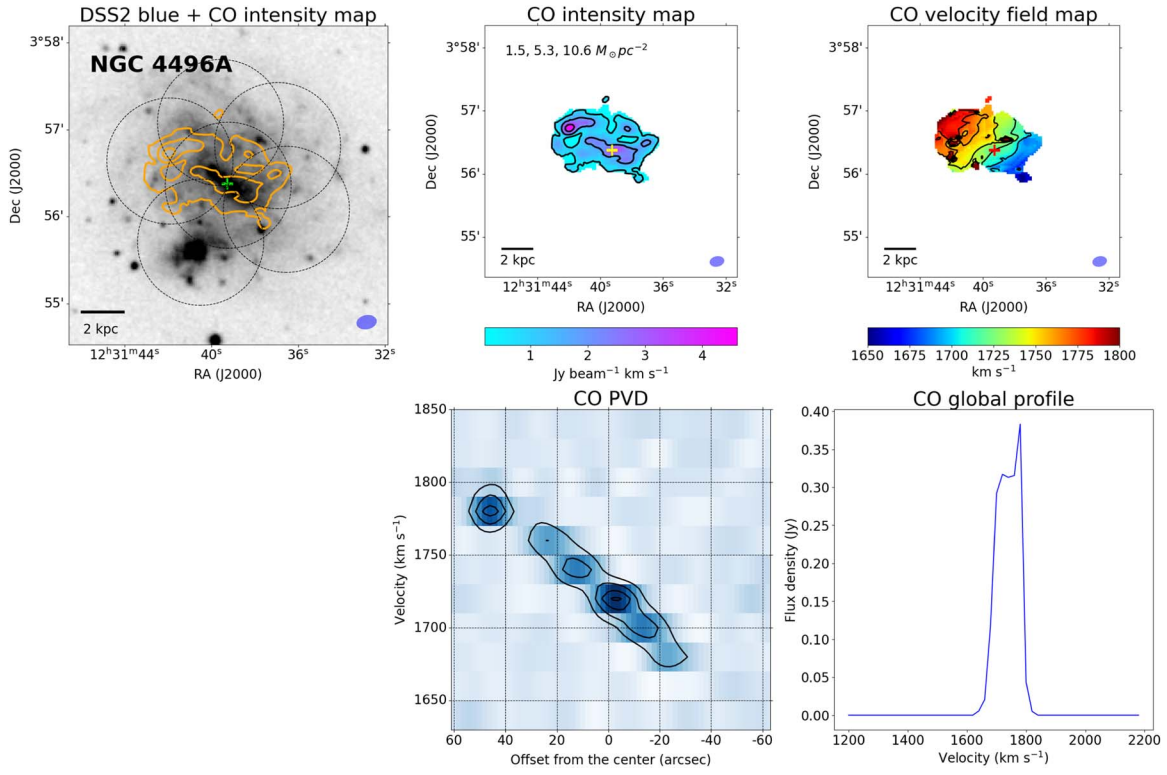 DSS2 blue + CO intensity map
NGC 4496A
3°58'
57'
56'
55'
Dec (J2000)
2 kpc
12ʰ31ᵐ44ˢ
40ˢ
36ˢ
32ˢ
RA (J2000)
CO intensity map
1.5, 5.3, 10.6 M⊙pc⁻²
3°58'
57'
56'
55'
Dec (J2000)
2 kpc
12ʰ31ᵐ44ˢ
40ˢ
36ˢ
32ˢ
RA (J2000)
1 2 3 4
Jy beam⁻¹ km s⁻¹
CO velocity field map
3°58'
57'
56'
55'
Dec (J2000)
2 kpc
12ʰ31ᵐ44ˢ
40ˢ
36ˢ
32ˢ
RA (J2000)
1650 1675 1700 1725 1750 1775 1800
km s⁻¹
CO PVD
1850
1800
1750
1700
1650
Velocity (km s⁻¹)
60 40 20 0 -20 -40 -60
Offset from the center (arcsec)
CO global profile
0.40
0.35
0.30
0.25
0.20
0.15
0.10
0.05
0.00
Flux density (Jy)
1200 1400 1600 1800 2000 2200
Velocity (km s⁻¹)